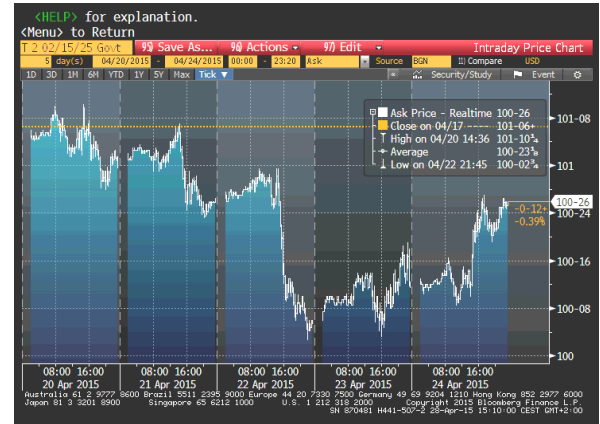 <HELP> for explanation.
<Menu> to Return
T 2 02/15/25 Govt 95) Save As... 96) Actions 97) Edit Intraday Price Chart
5 day(s) 04/20/2015 - 04/24/2015 00:00 - 23:20 Ask Source BGN 11) Compare USD
1D 3D 1M 6M YTD 1Y 5Y Max Tick ▼ « Security/Study Event
Ask Price - Realtime 100-26
Close on 04/17 ---- 101-06+
High on 04/20 14:36 101-10¾
Average 100-23⅜
Low on 04/22 21:45 100-02¾
101-08
101
100-26
-0-12+
100-24
-0.39%
100-16
100-08
100
08:00 16:00 08:00 16:00 08:00 16:00 08:00 16:00 08:00 16:00
20 Apr 2015 21 Apr 2015 22 Apr 2015 23 Apr 2015 24 Apr 2015
Australia 61 2 9777 8600 Brazil 5511 2395 9000 Europe 44 20 7330 7500 Germany 49 69 9204 1210 Hong Kong 852 2977 6000
Japan 81 3 3201 8900 Singapore 65 6212 1000 U.S. 1 212 318 2000 Copyright 2015 Bloomberg Finance L.P.
SN 870481 H441-507-2 28-Apr-15 15:10:00 CEST GMT+2:00